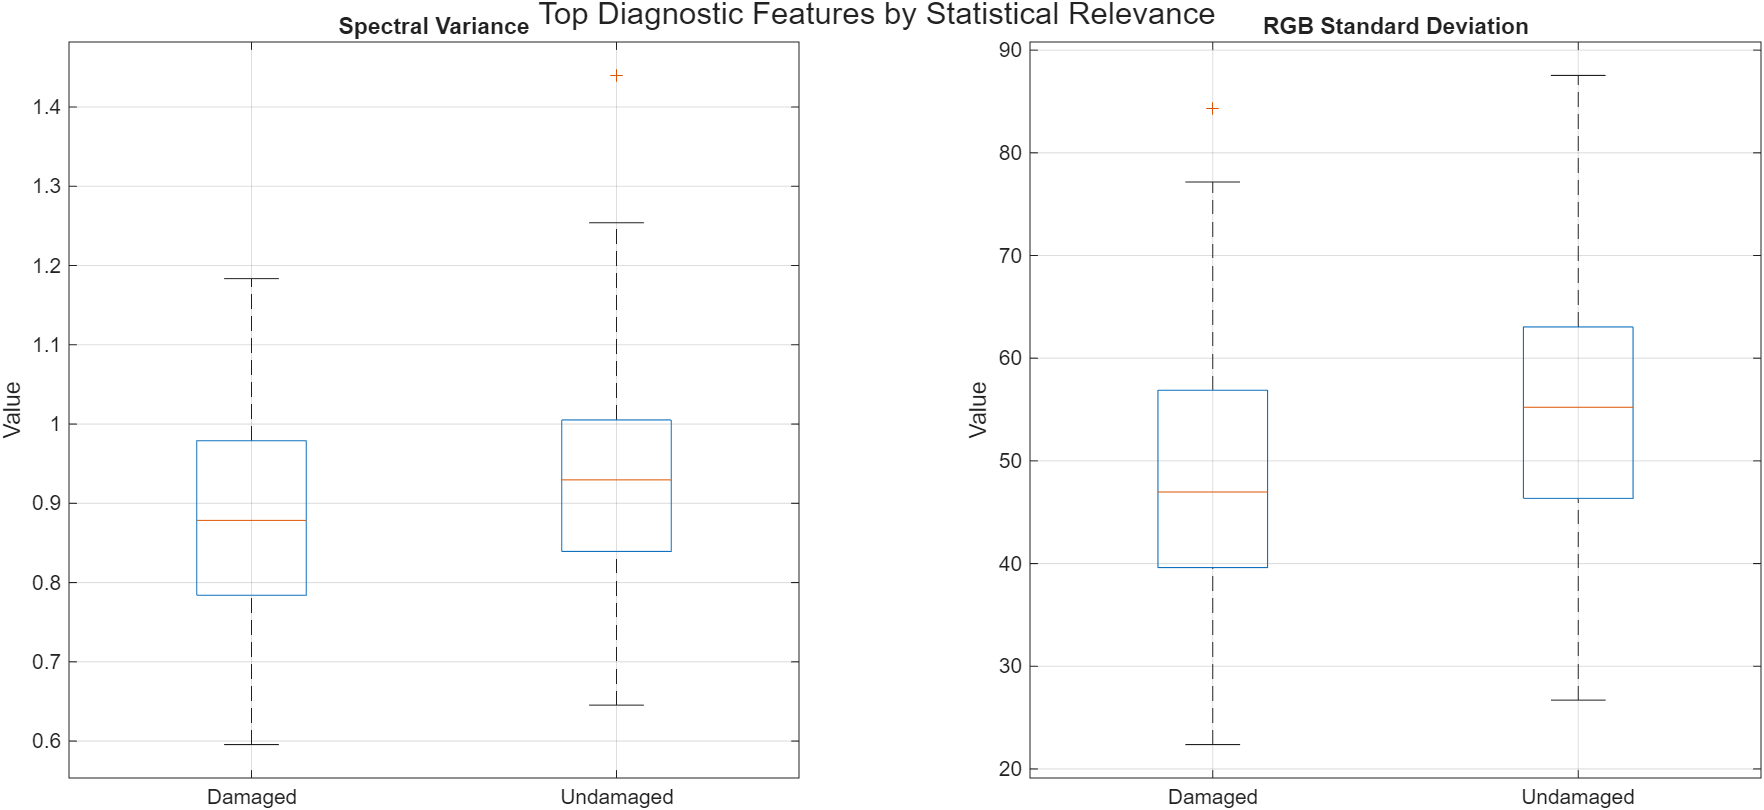 Top Diagnostic Features by Statistical Relevance
Spectral Variance
Value
1.4
1.3
1.2
1.1
1
0.9
0.8
0.7
0.6
Damaged
Undamaged
RGB Standard Deviation
Value
90
80
70
60
50
40
30
20
Damaged
Undamaged